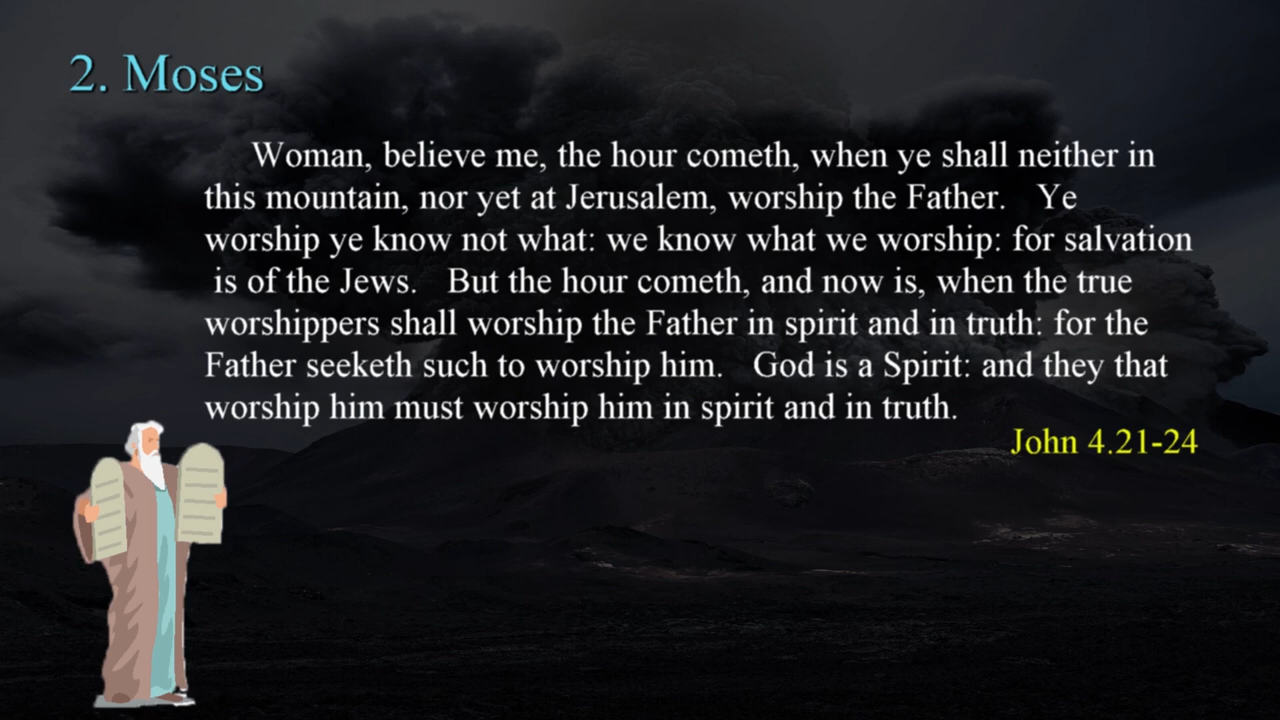 2. Moses
Woman, believe me, the hour cometh, when ye shall neither in
this mountain, nor yet at Jerusalem, worship the Father. Ye
worship ye know not what: we know what we worship: for salvation
is of the Jews. But the hour cometh, and now is, when the true
worshippers shall worship the Father in spirit and in truth: for the
Father seeketh such to worship him. God is a Spirit: and they that
worship him must worship him in spirit and in truth.
John 4.21-24